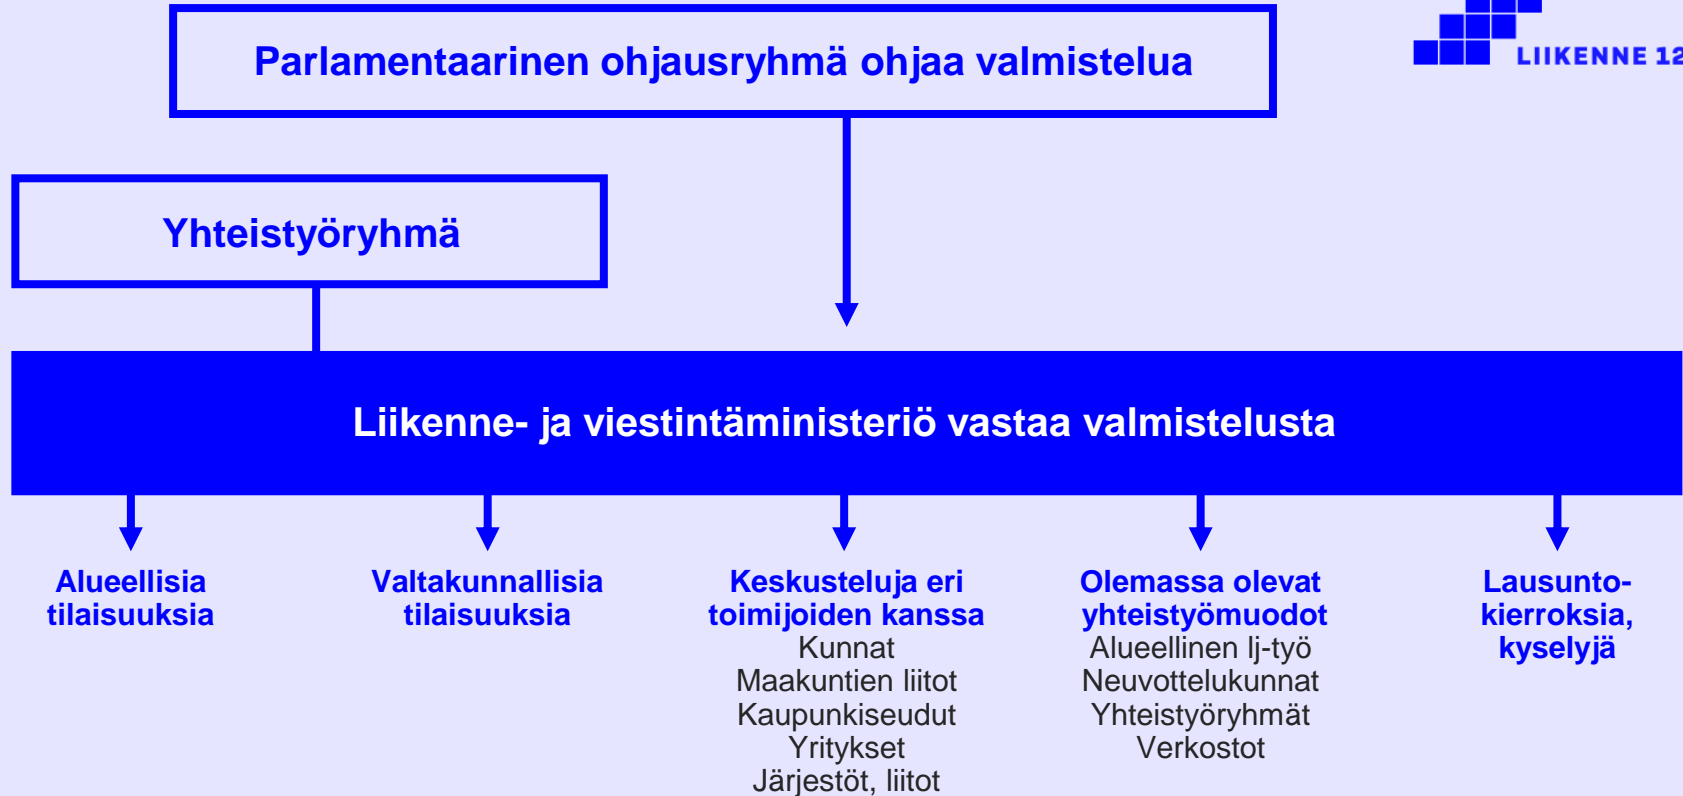 Parlamentaarinen ohjausryhmä ohjaa valmistelua
LIIKENNE 12
Yhteistyöryhmä
Liikenne- ja viestintäministeriö vastaa valmistelusta
Alueellisia
tilaisuuksia
Valtakunnallisia
tilaisuuksia
Keskusteluja eri
toimijoiden kanssa
Kunnat
Maakuntien liitot
Kaupunkiseudut
Yritykset
Järjestöt, liitot
Olemassa olevat
yhteistyömuodot
Alueellinen lj-työ
Neuvottelukunnat
Yhteistyöryhmät
Verkostot
Lausunto-
kierroksia,
kyselyjä